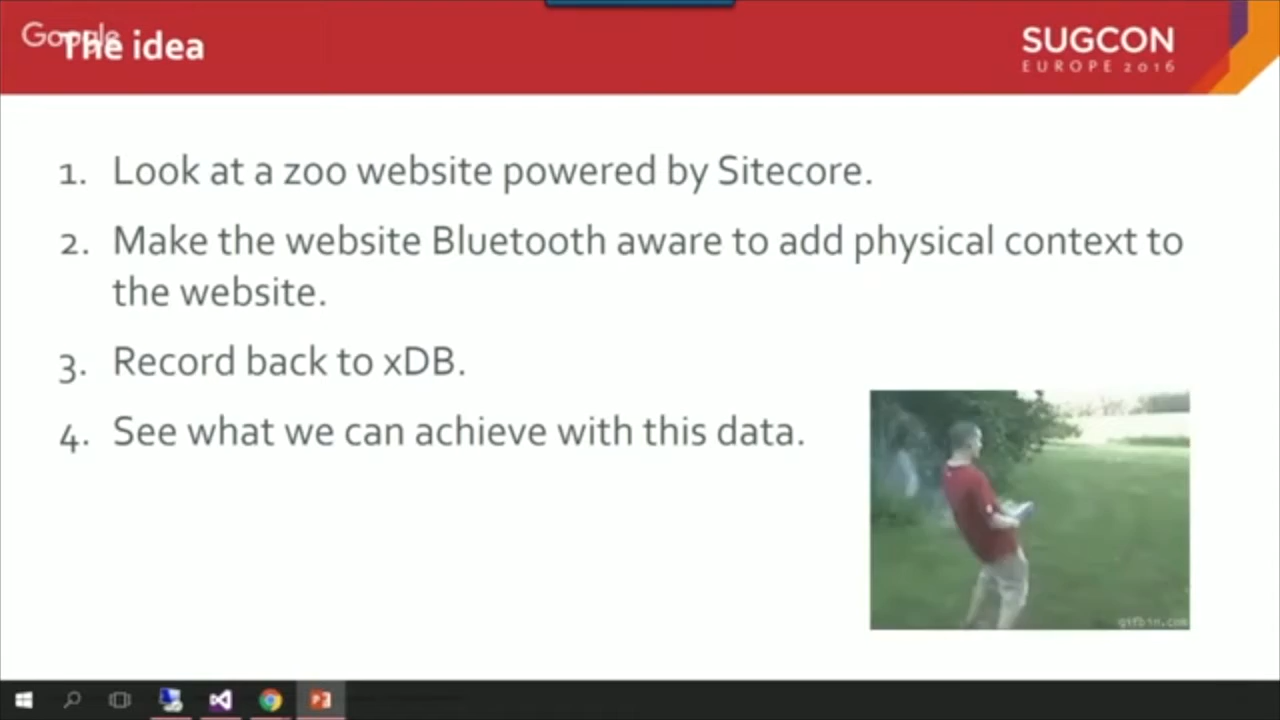 Google
The idea
SUGCON
EUROPE 2016
1. Look at a zoo website powered by Sitecore.
2. Make the website Bluetooth aware to add physical context to
the website.
3. Record back to xDB.
4. See what we can achieve with this data.
gifbin.com